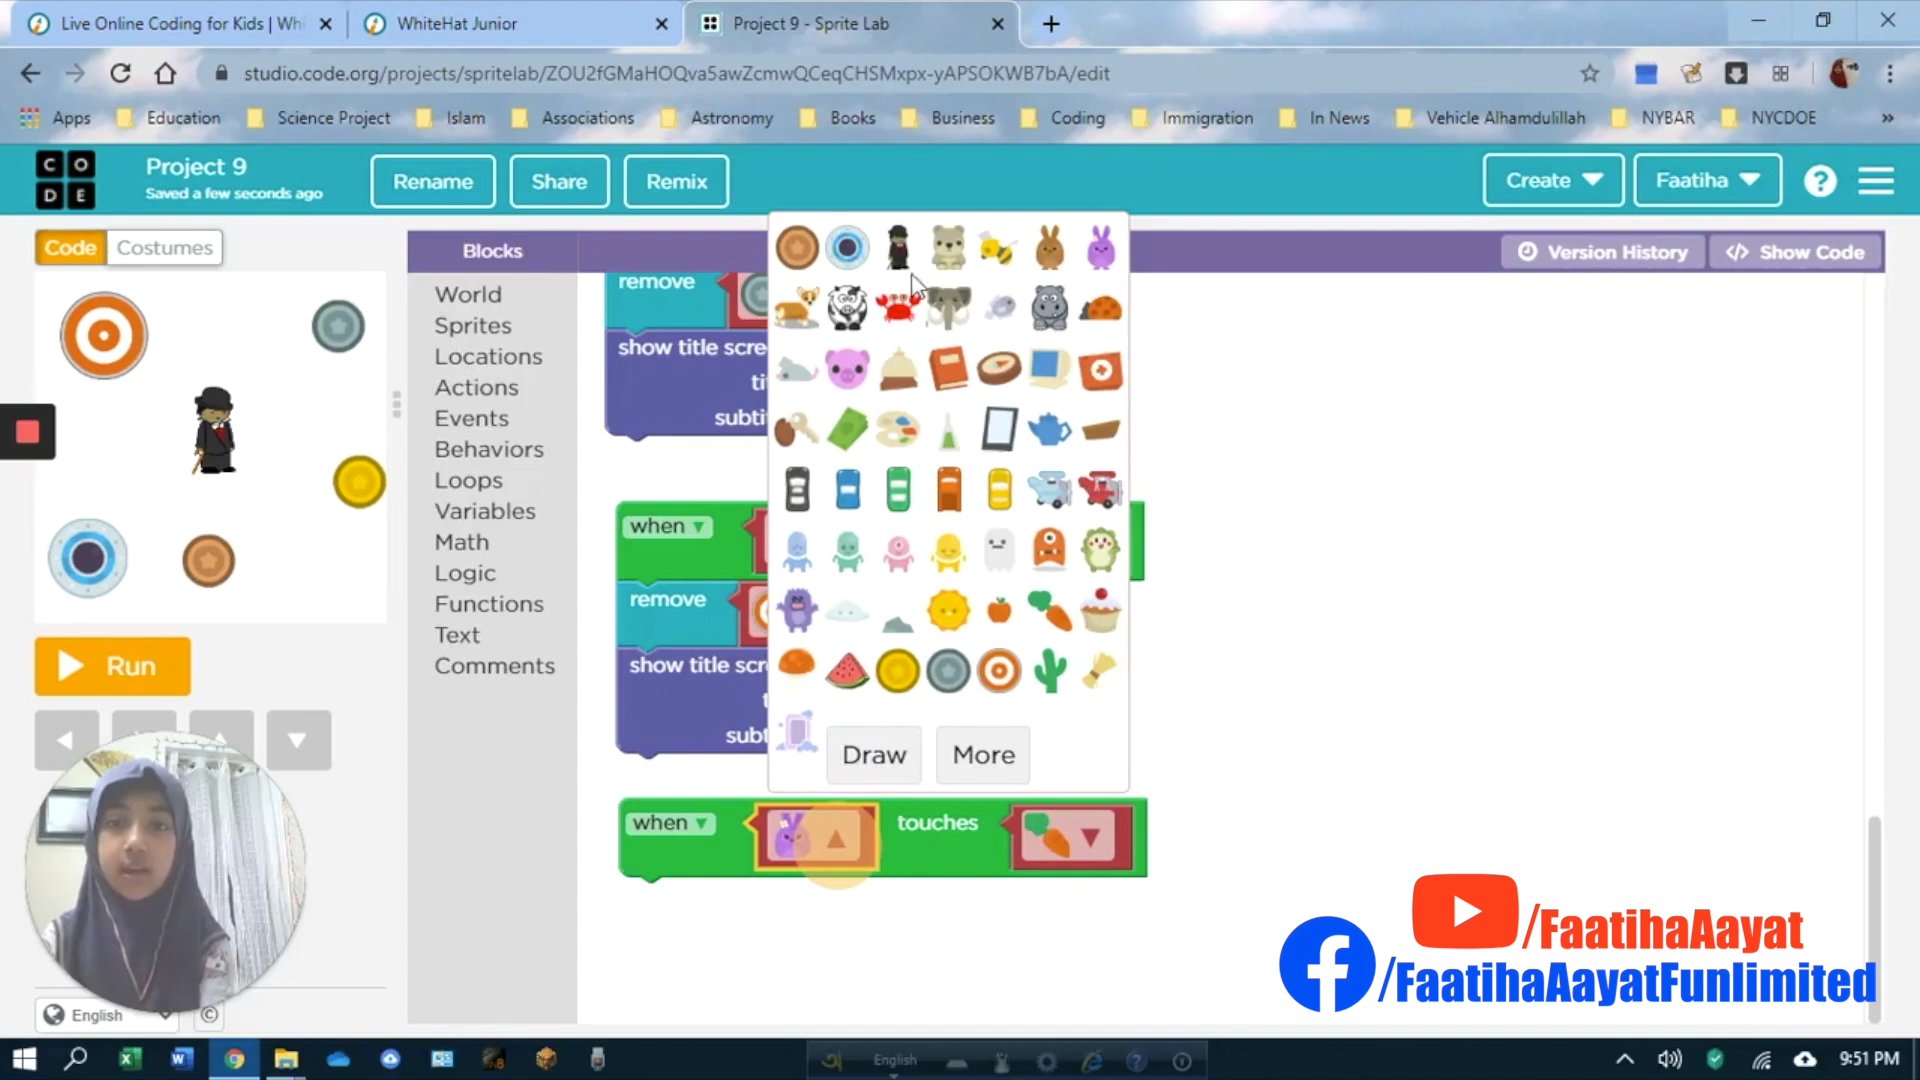 Live Online Coding for Kids | Whi
WhiteHat Junior
Project 9 - Sprite Lab
studio.code.org/projects/spritelab/ZOU2fGMaHOQva5awZcmwQCeqCHSMxpx-yAPSOKWB7bA/edit
Apps Education Science Project Islam Associations Astronomy Books Business Coding Immigration In News Vehicle Alhamdulillah NYBAR NYCDOE »
CODE
Project 9
Saved a few seconds ago
Rename Share Remix Create Faatiha ?
Code Costumes
Blocks
Version History
</> Show Code
World
Sprites
Locations
Actions
Events
Behaviors
Loops
Variables
Math
Logic
Functions
Text
Comments
Run
English
©
remove
show title scre
tit
subtit
when
remove
show title scr
subt
Draw More
when touches
/FaatihaAayat
/FaatihaAayatFunlimited
English
9:51 PM